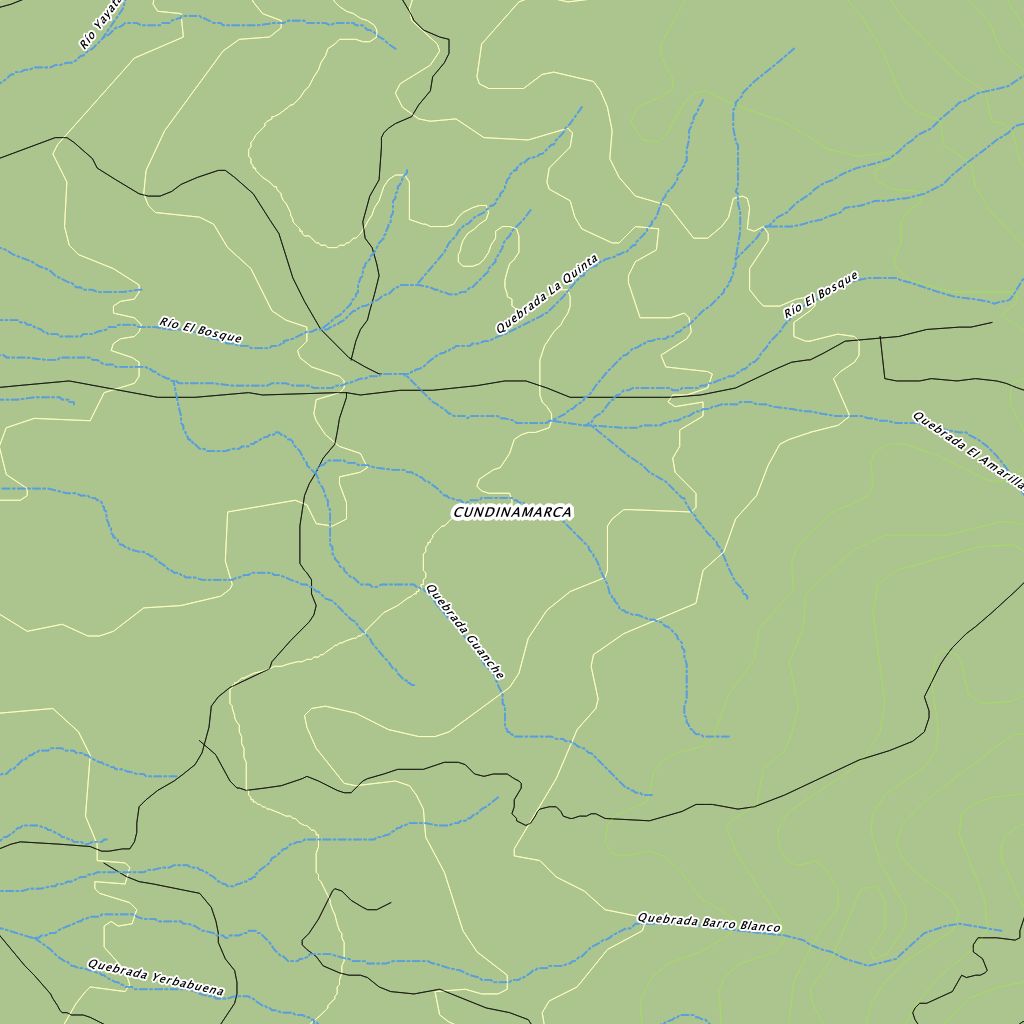 Río Yayatá
Quebrada La Quinta
Río El Bosque
Río El Bosque
Quebrada El Amarilla
CUNDINAMARCA
Quebrada Guanche
Quebrada Barro Blanco
Quebrada Yerbabuena